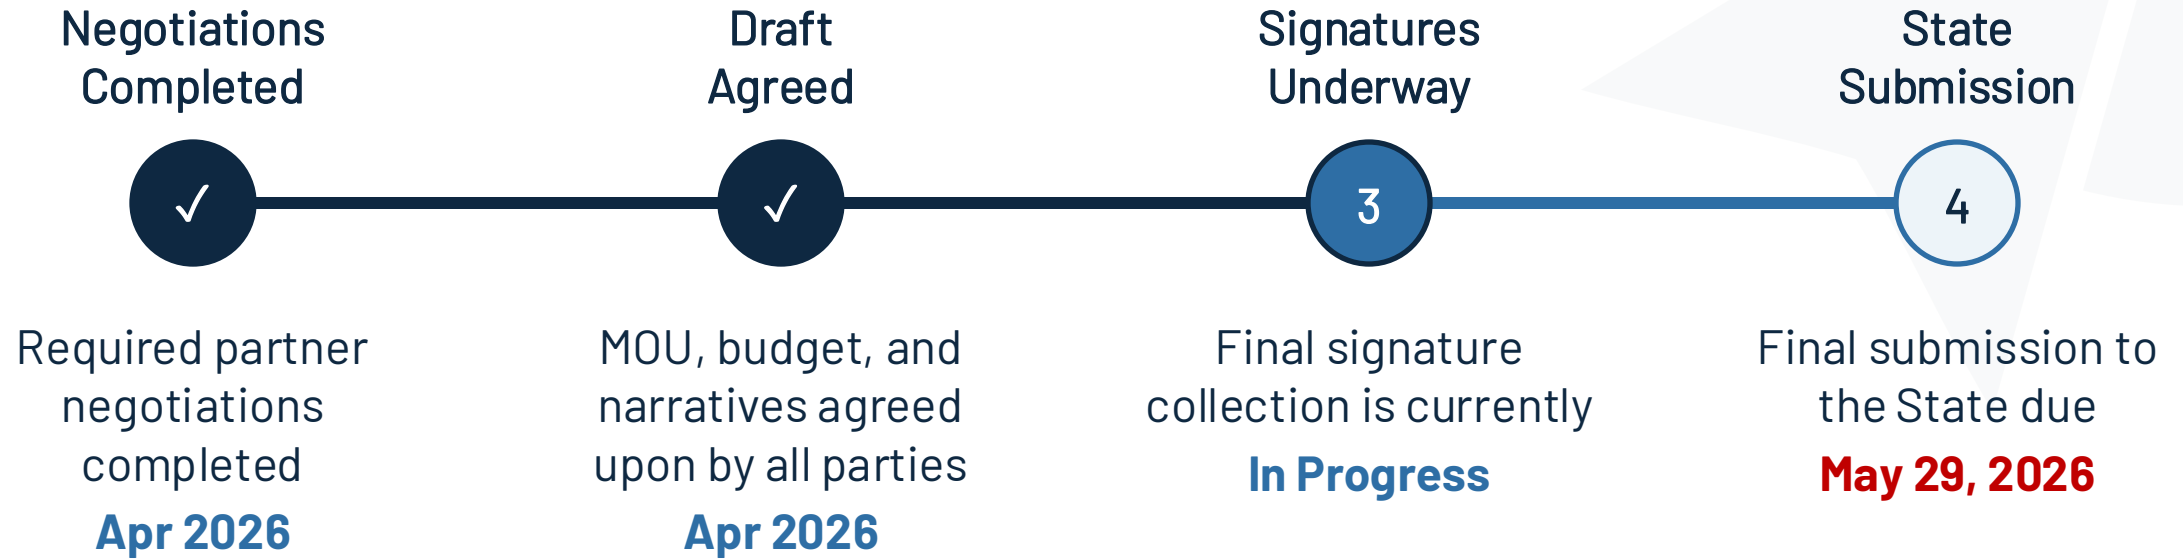 Negotiations
Completed
✓
Required partner
negotiations
completed
Apr 2026
Draft
Agreed
✓
MOU, budget, and
narratives agreed
upon by all parties
Apr 2026
Signatures
Underway
3
Final signature
collection is currently
In Progress
State
Submission
4
Final submission to
the State due
May 29, 2026